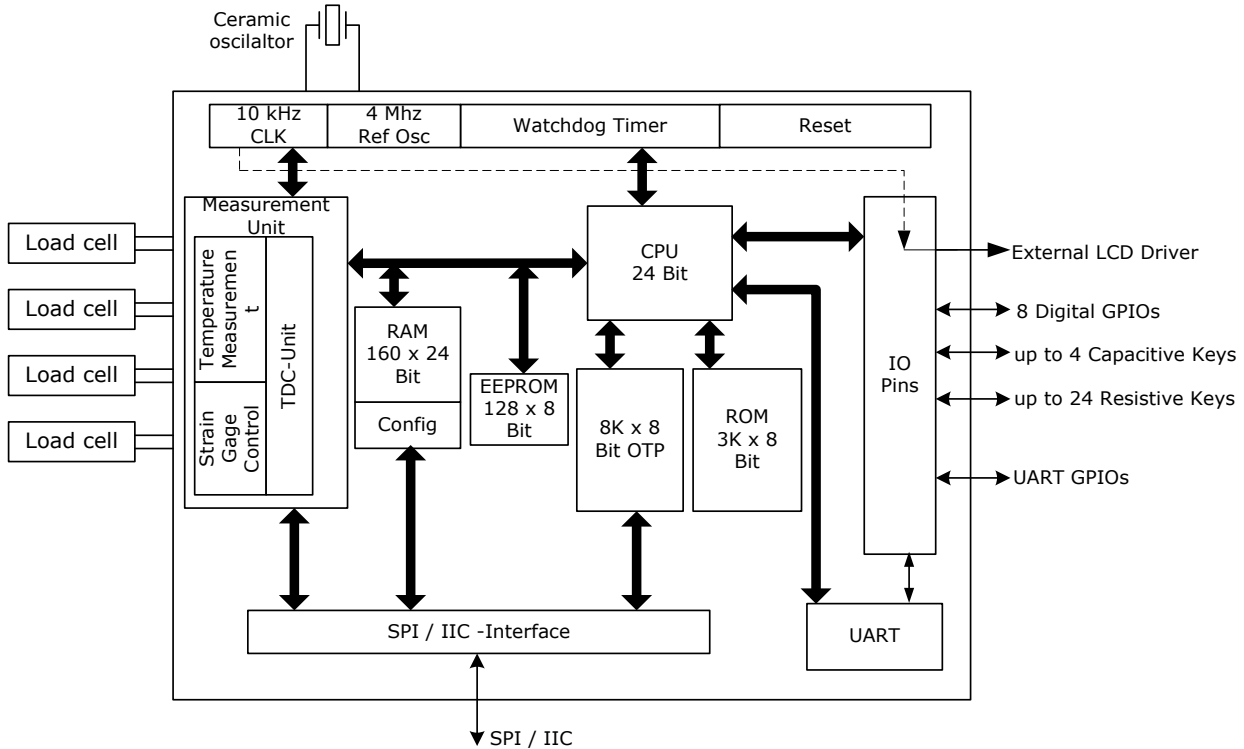 Ceramic
oscilaltor
10 kHz
CLK
4 Mhz
Ref Osc
Watchdog Timer
Reset
Measurement
Unit
Temperature
Measuremen
t
Strain
Gage
Control
TDC-Unit
Load cell
Load cell
Load cell
Load cell
CPU
24 Bit
RAM
160 x 24
Bit
Config
EEPROM
128 x 8
Bit
8K x 8
Bit OTP
ROM
3K x 8
Bit
IO
Pins
External LCD Driver
8 Digital GPIOs
up to 4 Capacitive Keys
up to 24 Resistive Keys
UART GPIOs
SPI / IIC -Interface
UART
SPI / IIC